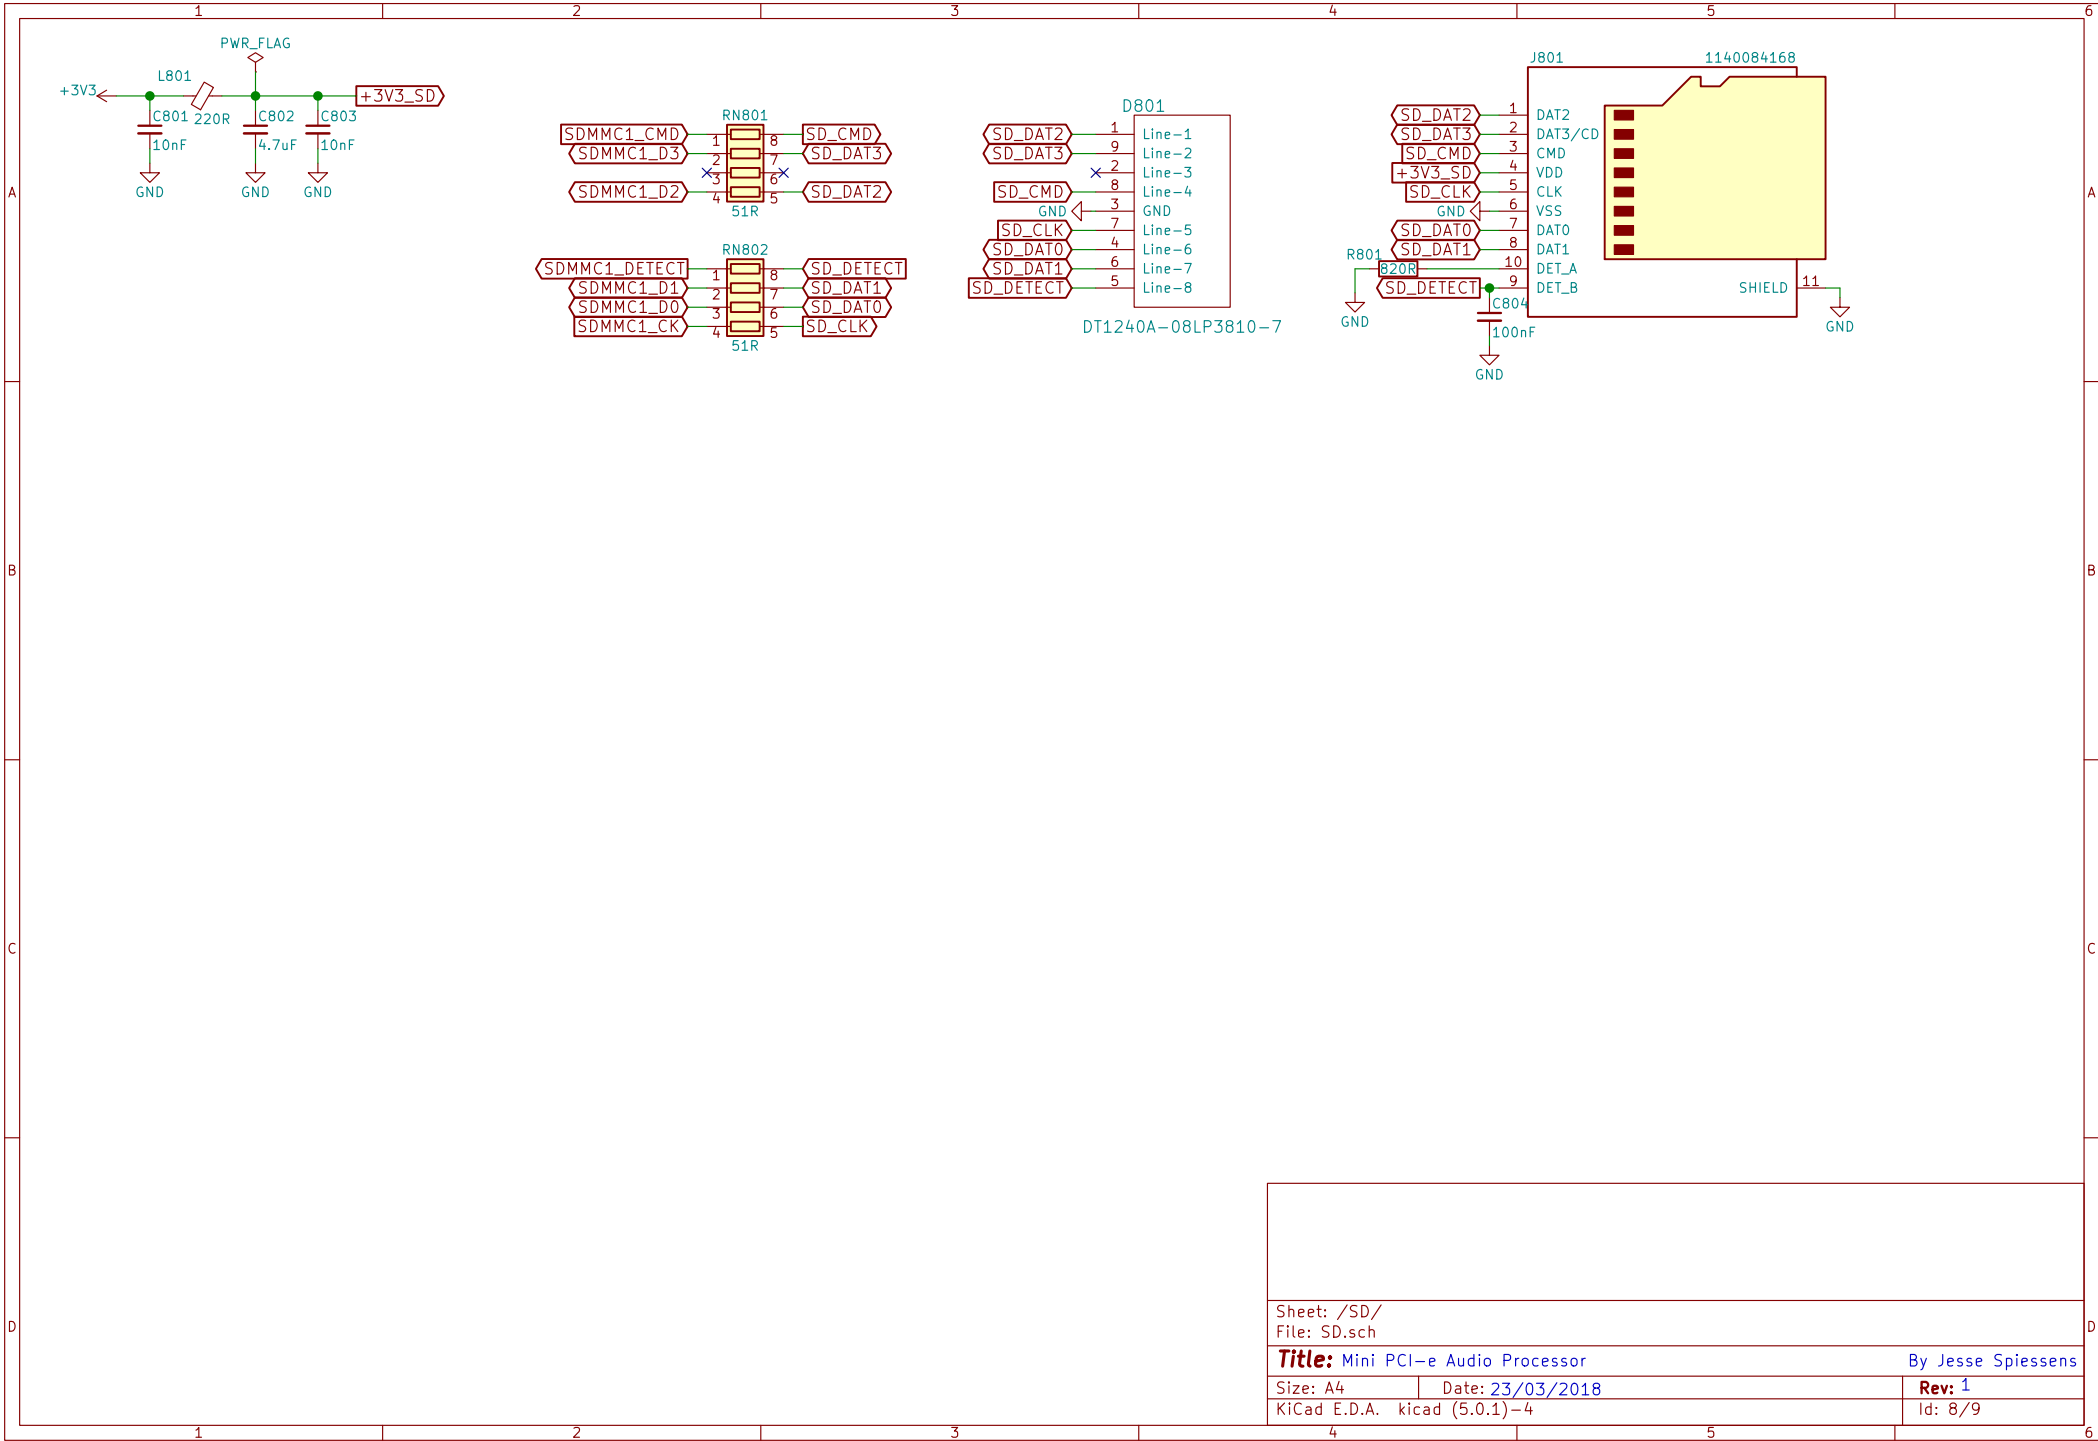 1 2 3 4 5 6
PWR_FLAG
+3V3
L801
220R
+3V3_SD
C801
10nF
C802
4.7uF
C803
10nF
GND
GND
GND
RN801
SDMMC1_CMD 1 8 SD_CMD
SDMMC1_D3 2 7 SD_DAT3
3 6
SDMMC1_D2 4 5 SD_DAT2
51R
RN802
SDMMC1_DETECT 1 8 SD_DETECT
SDMMC1_D1 2 7 SD_DAT1
SDMMC1_D0 3 6 SD_DAT0
SDMMC1_CK 4 5 SD_CLK
51R
D801
SD_DAT2 1 Line-1
SD_DAT3 9 Line-2
2 Line-3
SD_CMD 8 Line-4
GND 3 GND
SD_CLK 7 Line-5
SD_DAT0 4 Line-6
SD_DAT1 6 Line-7
SD_DETECT 5 Line-8
DT1240A-08LP3810-7
J801 1140084168
SD_DAT2 1 DAT2
SD_DAT3 2 DAT3/CD
SD_CMD 3 CMD
+3V3_SD 4 VDD
SD_CLK 5 CLK
GND 6 VSS
SD_DAT0 7 DAT0
SD_DAT1 8 DAT1
R801
820R 10 DET_A
SD_DETECT 9 DET_B
SHIELD 11
GND
C804
100nF
GND
GND
A A
B B
C C
D D
Sheet: /SD/
File: SD.sch
Title: Mini PCI-e Audio Processor By Jesse Spiessens
Size: A4 Date: 23/03/2018 Rev: 1
KiCad E.D.A. kicad (5.0.1)-4 Id: 8/9
1 2 3 4 5 6